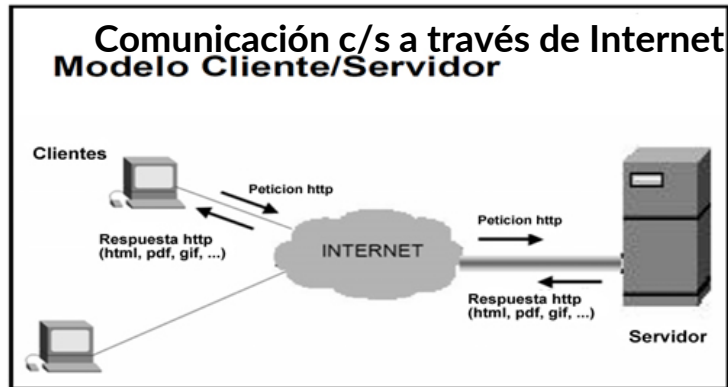 Comunicación c/s a través de Internet
Modelo Cliente/Servidor
Clientes
Peticion http
Respuesta http
(html, pdf, gif, ...)
INTERNET
Peticion http
Respuesta http
(html, pdf, gif, ...)
Servidor